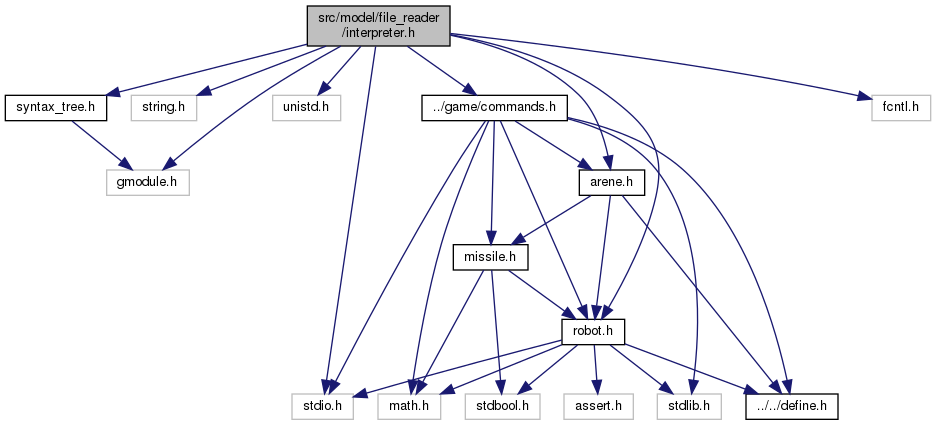 src/model/file_reader
/interpreter.h
syntax_tree.h
string.h
unistd.h
../game/commands.h
fcntl.h
gmodule.h
arene.h
missile.h
robot.h
stdio.h
math.h
stdbool.h
assert.h
stdlib.h
../../define.h